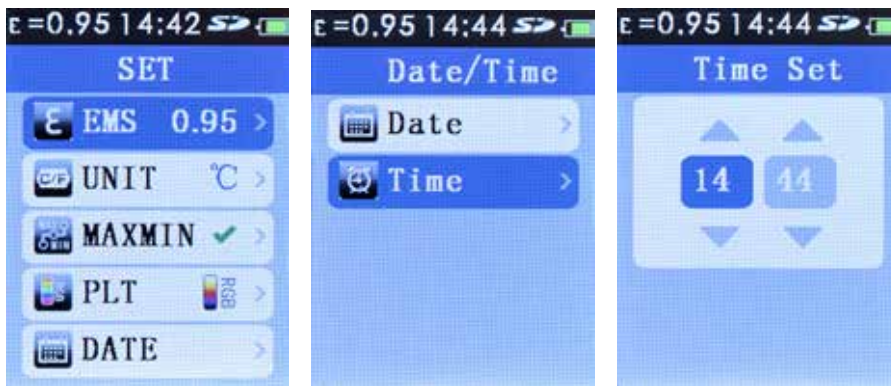 ε=0.95 14:42
SET
ε EMS 0.95 >
C/F UNIT ℃ >
MAXMIN ✔ >
PLT RGB >
DATE >
ε=0.95 14:44
Date/Time
Date >
Time >
ε=0.95 14:44
Time Set
14 44